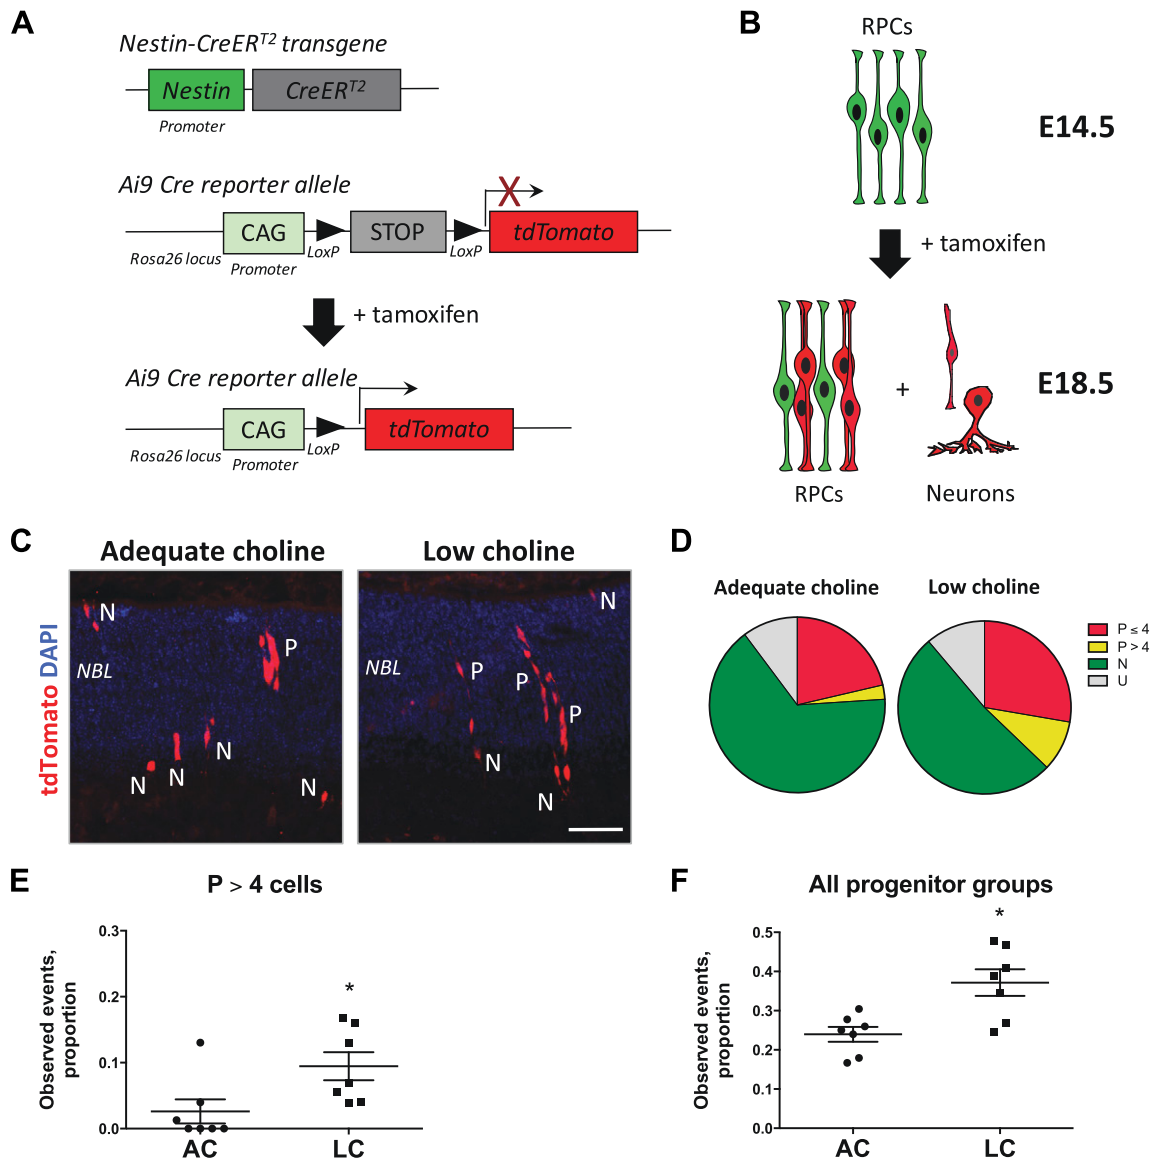 A
Nestin-CreERT2 transgene
Nestin
CreERT2
Promoter
Ai9 Cre reporter allele
X
CAG
STOP
tdTomato
Rosa26 locus
LoxP
LoxP
Promoter
+ tamoxifen
Ai9 Cre reporter allele
CAG
tdTomato
Rosa26 locus
LoxP
Promoter
B
RPCs
E14.5
+ tamoxifen
+
E18.5
RPCs
Neurons
C
Adequate choline
Low choline
tdTomato DAPI
N
P
NBL
N
N
N
N
N
NBL
P
P
P
N
N
D
Adequate choline
Low choline
P ≤ 4
P > 4
N
U
E
P > 4 cells
Observed events,
proportion
0.3
0.2
0.1
0.0
*
AC
LC
F
All progenitor groups
Observed events,
proportion
0.5
0.4
0.3
0.2
0.1
0.0
*
AC
LC